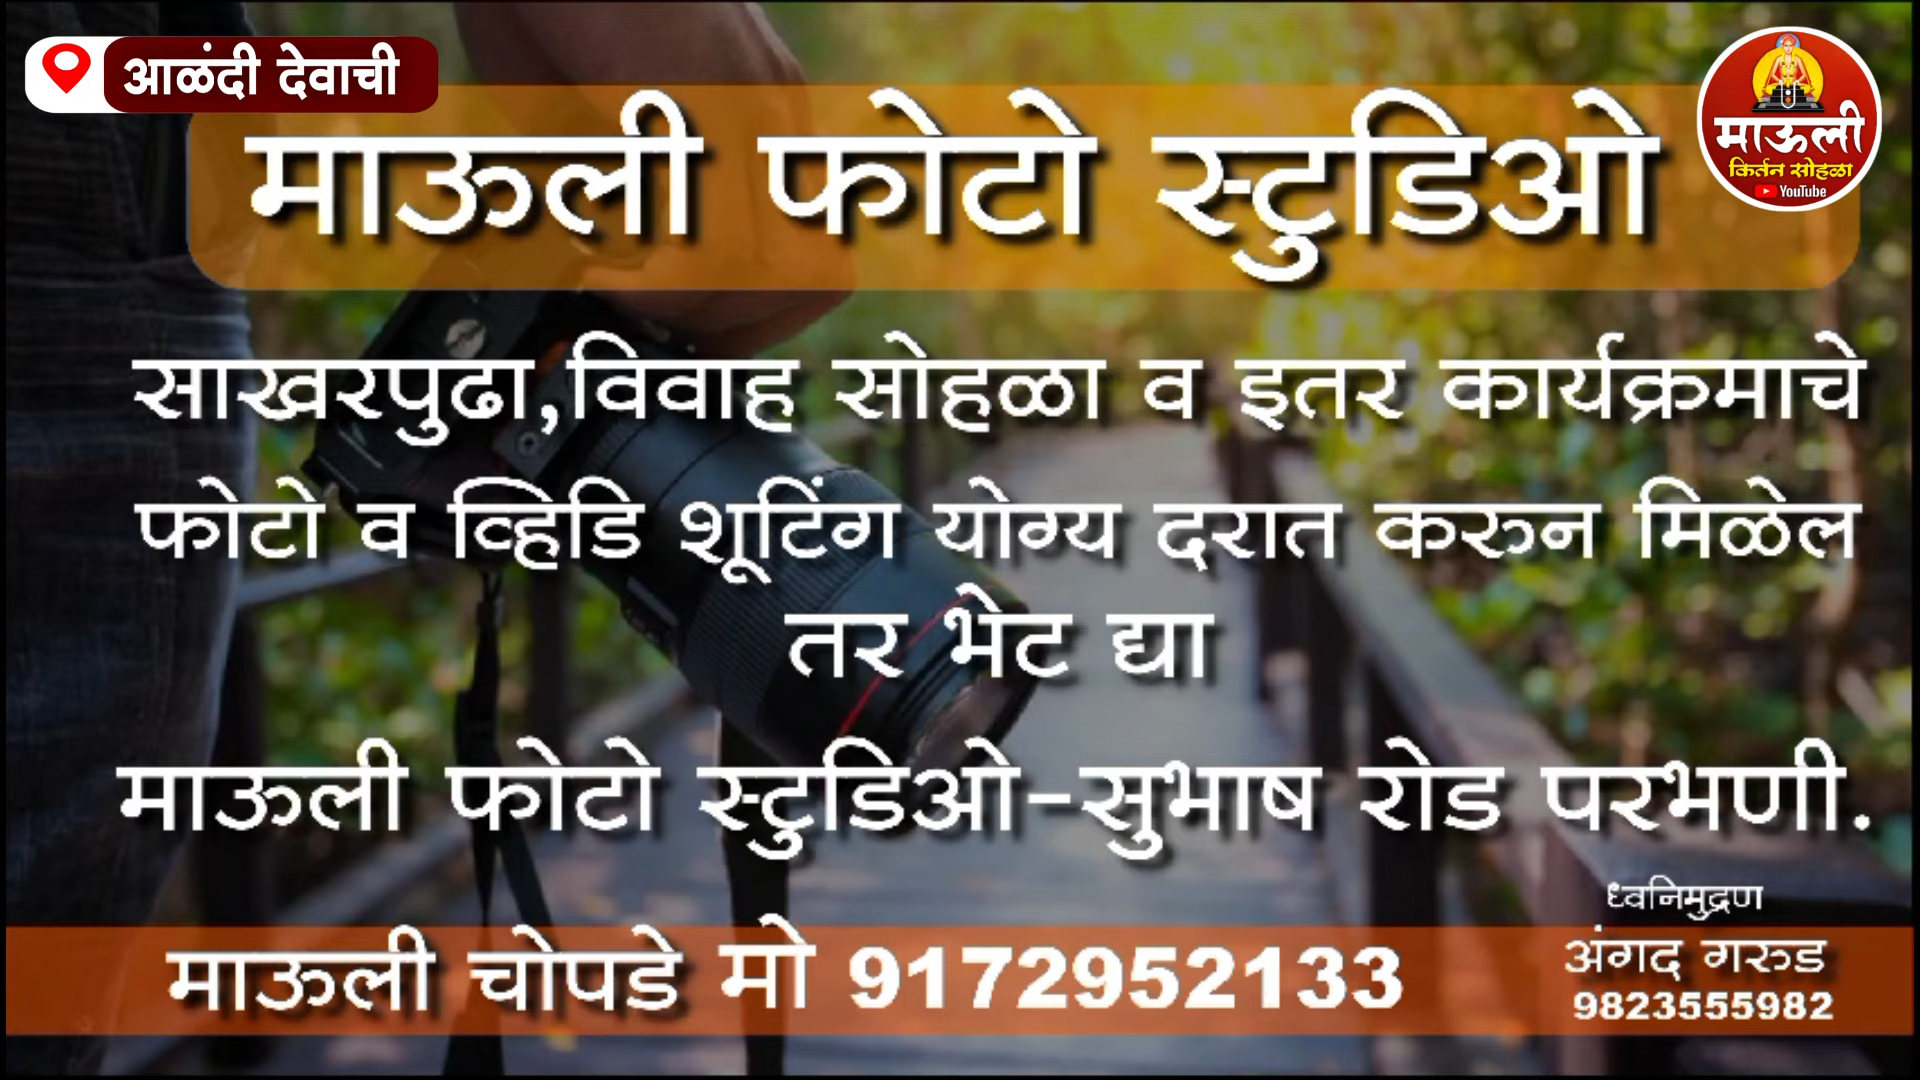 आळंदी देवाची
माऊली
किर्तन सोहळा
YouTube
माऊली फोटो स्टुडिओ
साखरपुढा,विवाह सोहळा व इतर कार्यक्रमाचे
फोटो व व्हिडि शूटिंग योग्य दरात करुन मिळेल
तर भेट द्या
माऊली फोटो स्टुडिओ-सुभाष रोड परभणी.
माऊली चोपडे मो 9172952133
ध्वनिमुद्रण
अंगद गरुड
9823555982